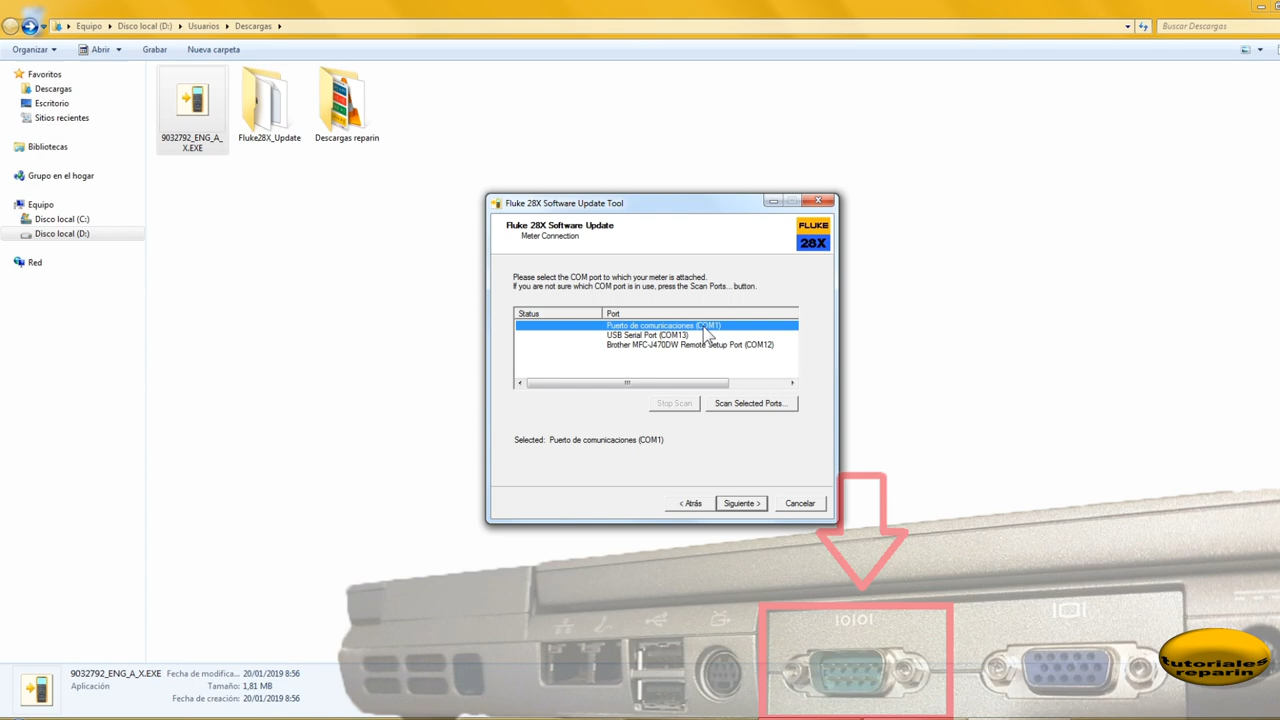 Equipo Disco local (D:) Usuarios Descargas
Buscar Descargas
Organizar Abrir Grabar Nueva carpeta
Favoritos
Descargas
Escritorio
Sitios recientes
Bibliotecas
Grupo en el hogar
Equipo
Disco local (C:)
Disco local (D:)
Red
9032792_ENG_A_
X.EXE
Fluke28X_Update
Descargas reparin
Fluke 28X Software Update Tool
Fluke 28X Software Update
Meter Connection
FLUKE
28X
Please select the COM port to which your meter is attached.
If you are not sure which COM port is in use, press the Scan Ports... button.
Status Port
Puerto de comunicaciones (COM1)
USB Serial Port (COM13)
Brother MFC-J470DW Remote Setup Port (COM12)
Stop Scan Scan Selected Ports...
Selected: Puerto de comunicaciones (COM1)
< Atrás Siguiente > Cancelar
IOIOI
tutoriales
reparin
9032792_ENG_A_X.EXE Fecha de modifica... 20/01/2019 8:56
Aplicación Tamaño: 1,81 MB
Fecha de creación: 20/01/2019 8:56